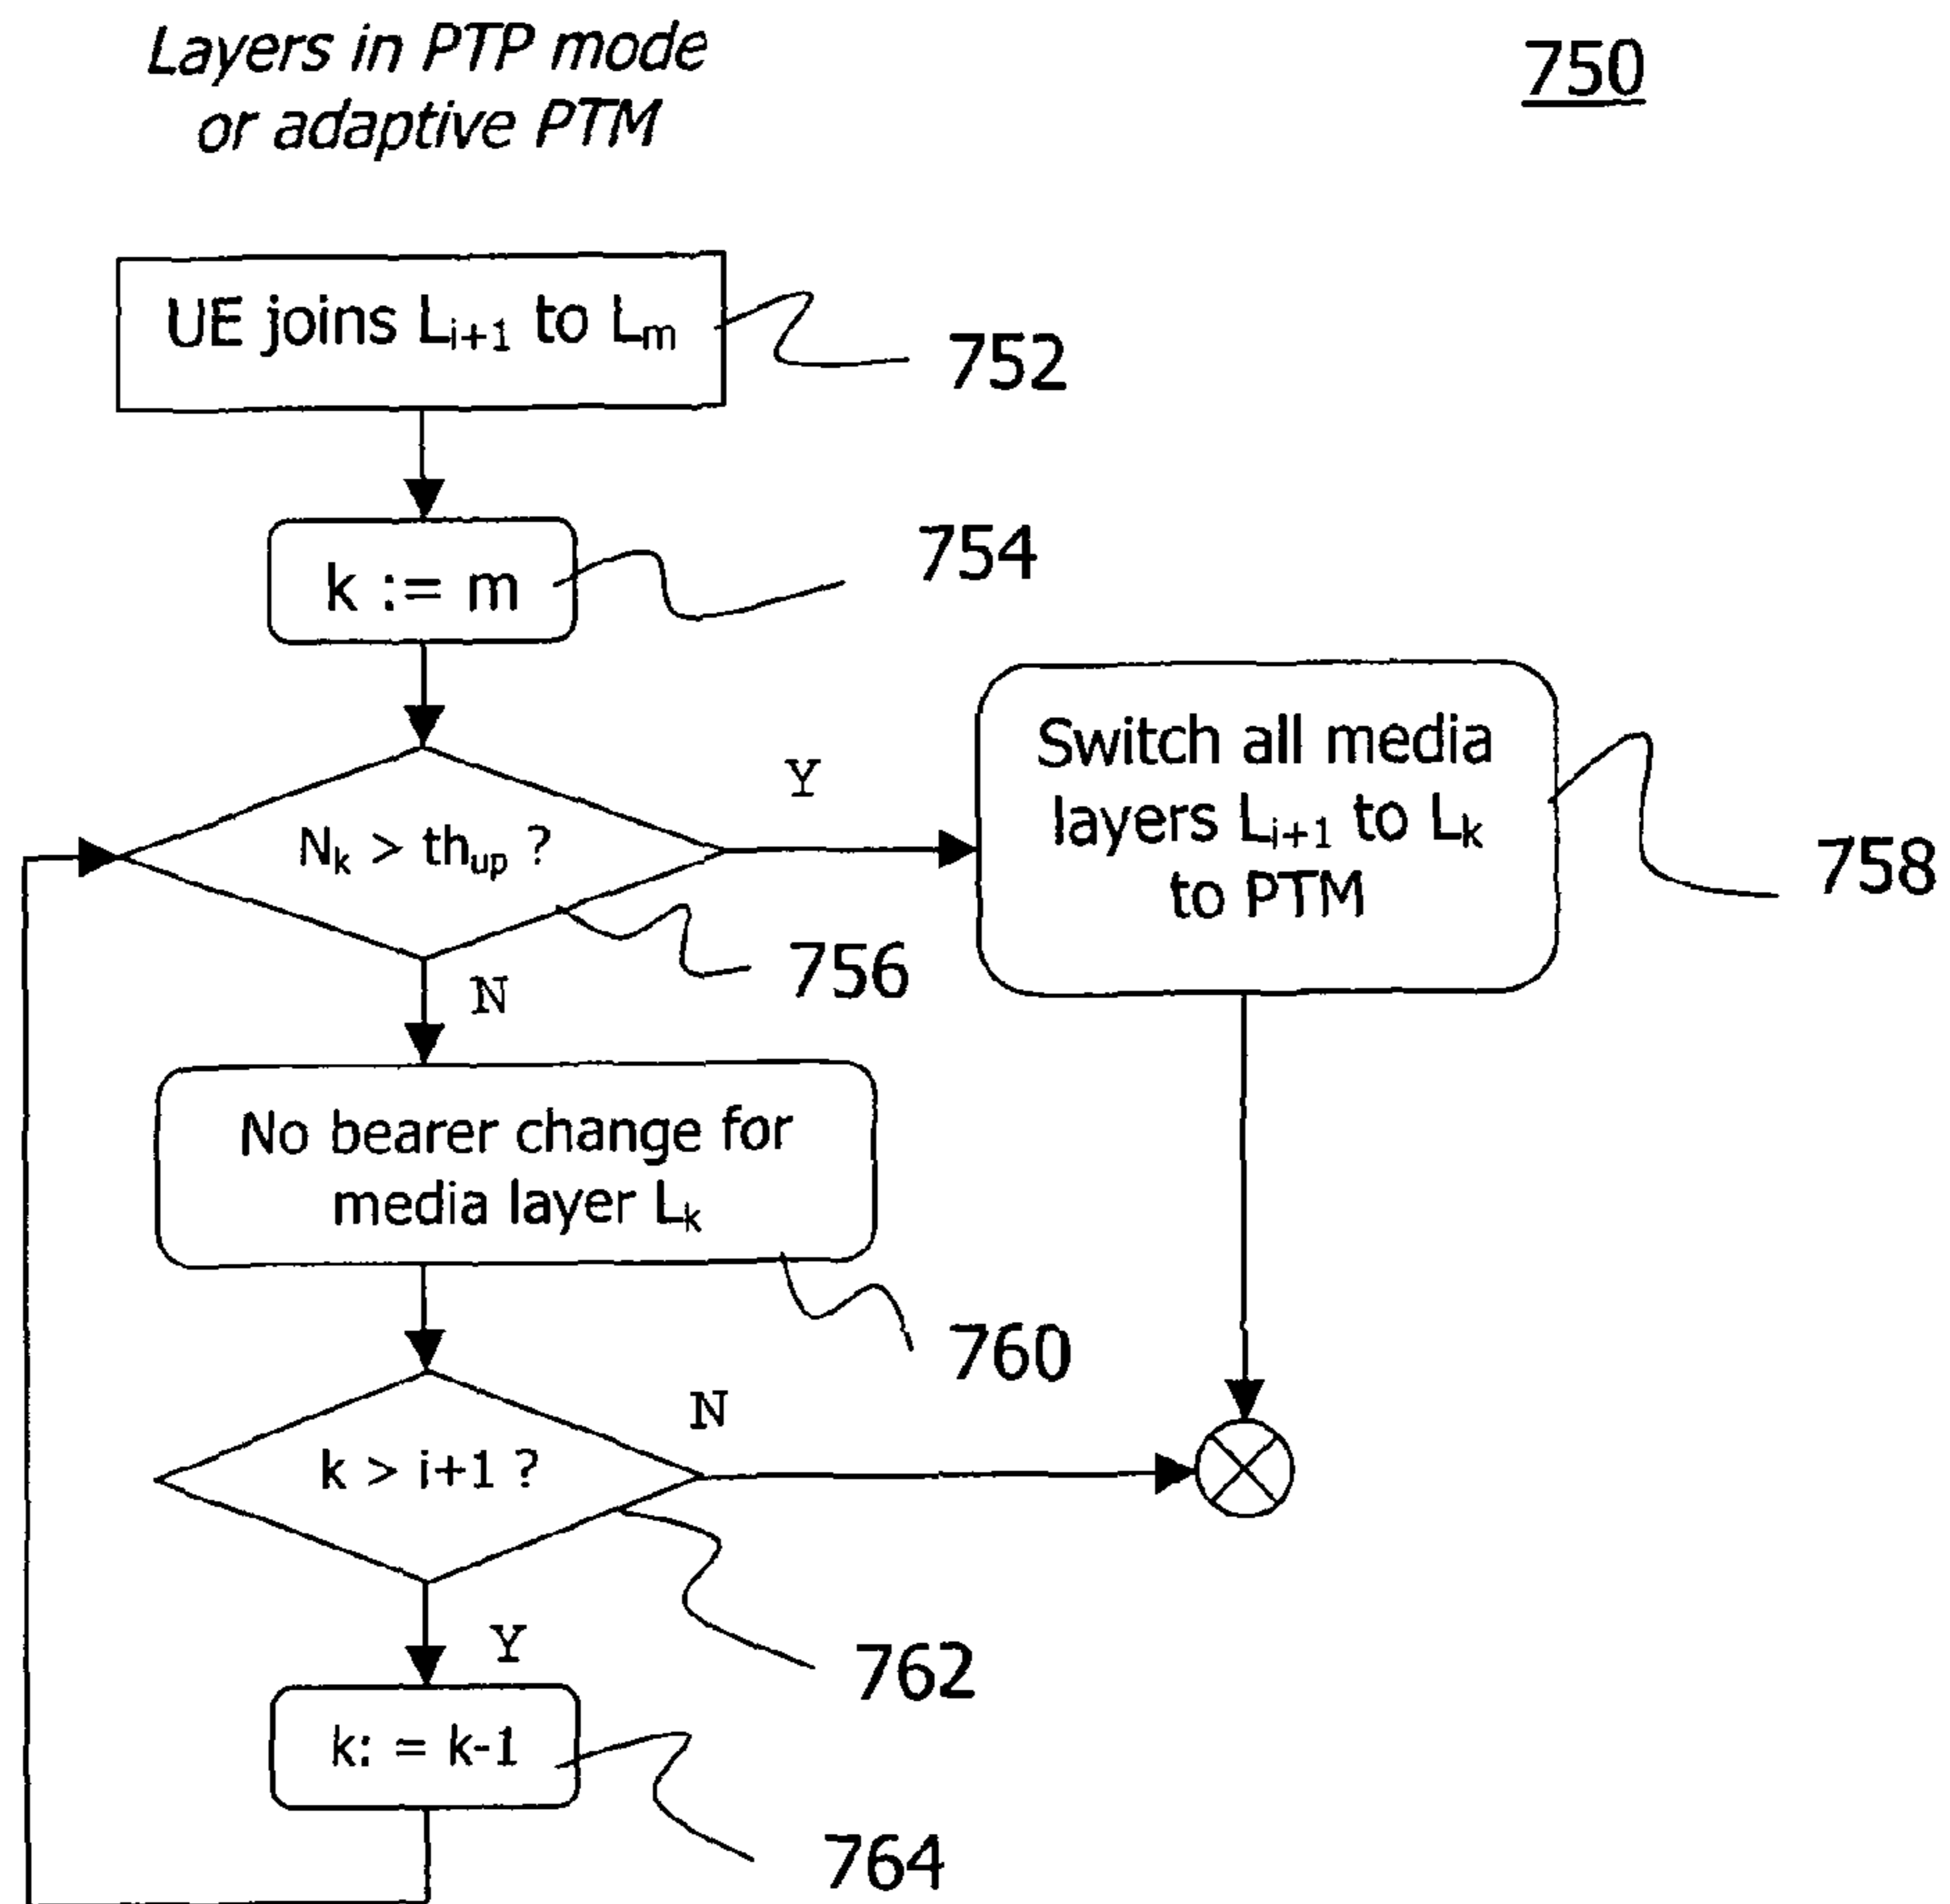 Layers in PTP mode
or adaptive PTM
750
UE joins Lᵢ₊₁ to Lₘ
752
k := m
754
Nₖ > thᵤₚ ?
Y
N
756
Switch all media
layers Lᵢ₊₁ to Lₖ
to PTM
758
No bearer change for
media layer Lₖ
760
k > i+1 ?
N
Y
762
k: = k-1
764